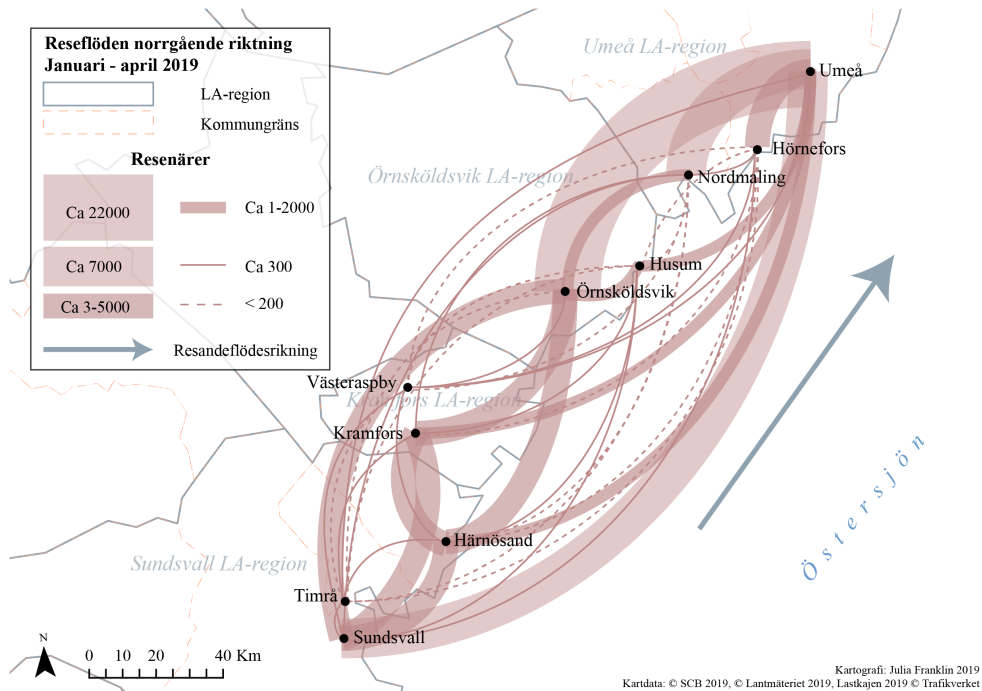 Reseflöden norrgående riktning
Januari - april 2019
LA-region
Kommungräns
Resenärer
Ca 22000
Ca 1-2000
Ca 7000
Ca 300
Ca 3-5000
< 200
Resandeflödesrikning
Umeå LA-region
Umeå
Hörnefors
Örnsköldsvik LA-region
Nordmaling
Husum
Örnsköldsvik
Västeraspby
Kramfors LA-region
Kramfors
Östersjön
Härnösand
Sundsvall LA-region
Timrå
Sundsvall
N
0 10 20 40 Km
Kartografi: Julia Franklin 2019
Kartdata: © SCB 2019, © Lantmäteriet 2019, Lastkajen 2019 © Trafikverket